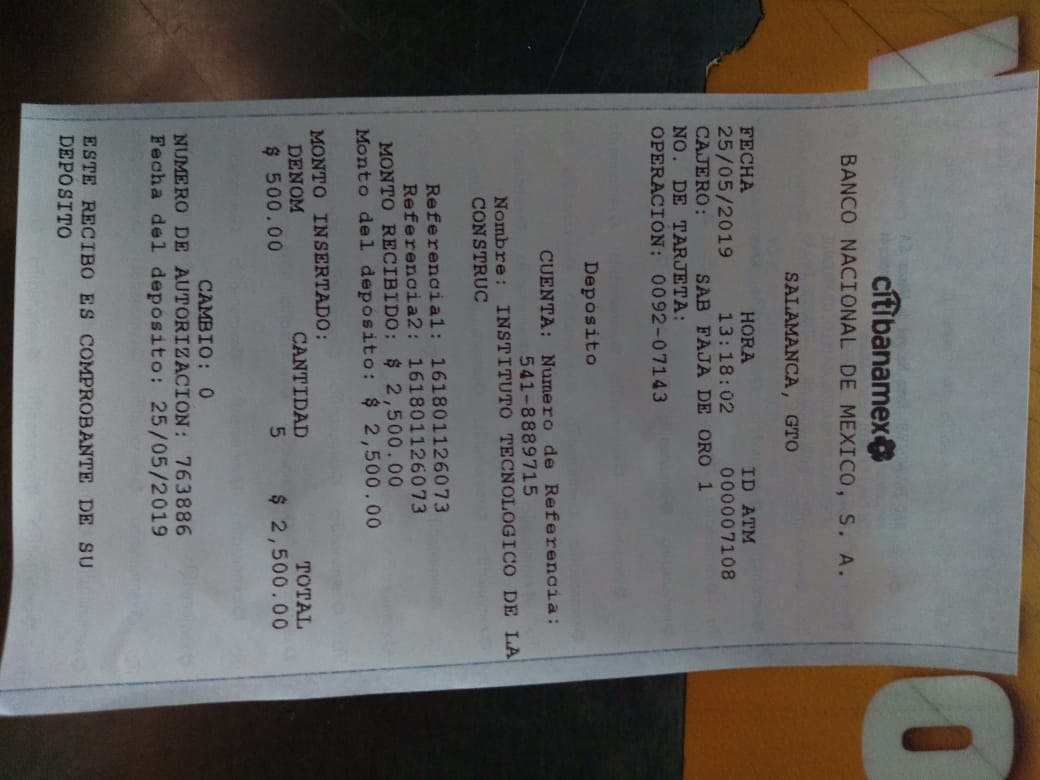 citibanamex
BANCO NACIONAL DE MEXICO, S. A.
SALAMANCA, GTO
FECHA HORA ID ATM
25/05/2019 13:18:02 000007108
CAJERO: SAB FAJA DE ORO 1
NO. DE TARJETA:
OPERACION: 0092-07143
Deposito
CUENTA: Numero de Referencia:
541-8889715
Nombre: INSTITUTO TECNOLOGICO DE LA
CONSTRUC
Referencia1: 161801126073
Referencia2: 161801126073
MONTO RECIBIDO: $ 2,500.00
Monto del deposito: $ 2,500.00
MONTO INSERTADO:
DENOM CANTIDAD TOTAL
$ 500.00 5 $ 2,500.00
CAMBIO: 0
NUMERO DE AUTORIZACION: 763886
Fecha del deposito: 25/05/2019
ESTE RECIBO ES COMPROBANTE DE SU
DEPOSITO